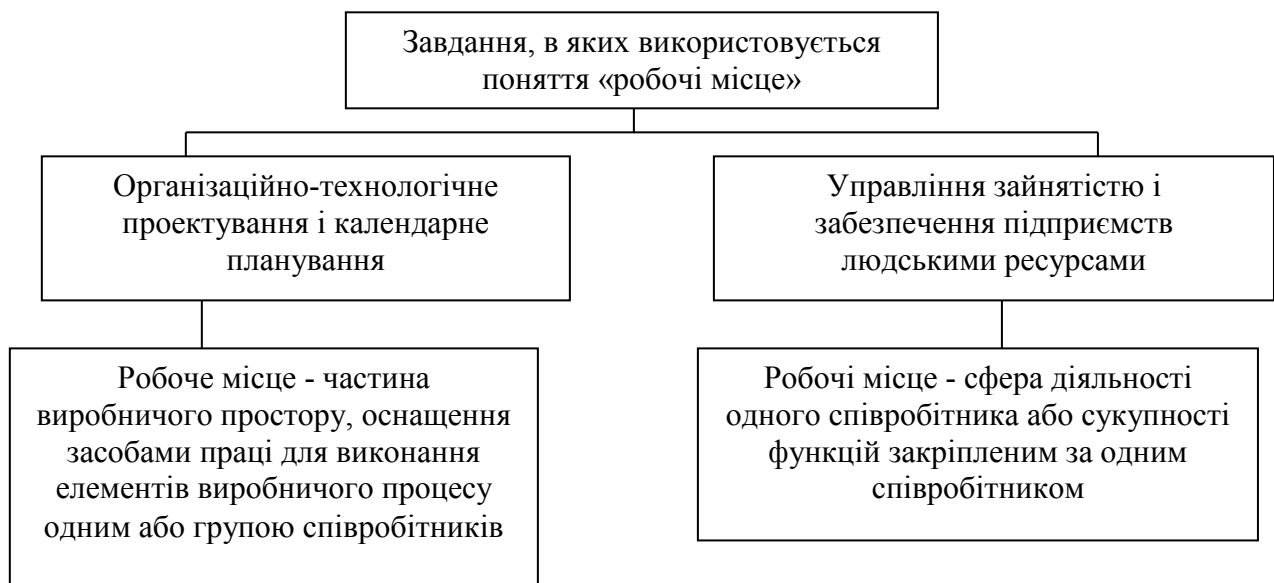 Завдання, в яких використовується
поняття «робочі місце»
Організаційно-технологічне
проектування і календарне
планування
Управління зайнятістю і
забезпечення підприємств
людськими ресурсами
Робоче місце - частина
виробничого простору, оснащення
засобами праці для виконання
елементів виробничого процесу
одним або групою співробітників
Робочі місце - сфера діяльності
одного співробітника або сукупності
функцій закріпленим за одним
співробітником